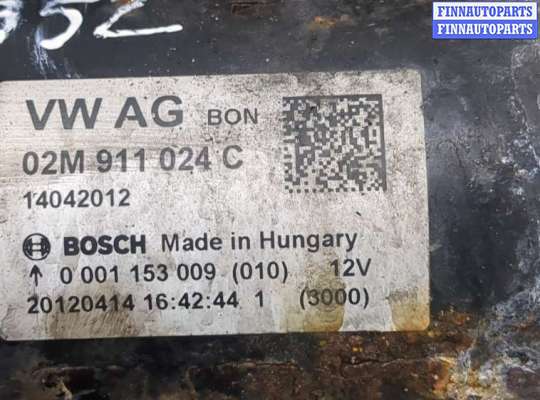 352
FINNAUTOPARTS
FINNAUTOPARTS
VW AG BON
02M 911 024 C
14042012
BOSCH Made in Hungary
↑ 0 001 153 009 (010) 12V
20120414 16:42:44 1 (3000)